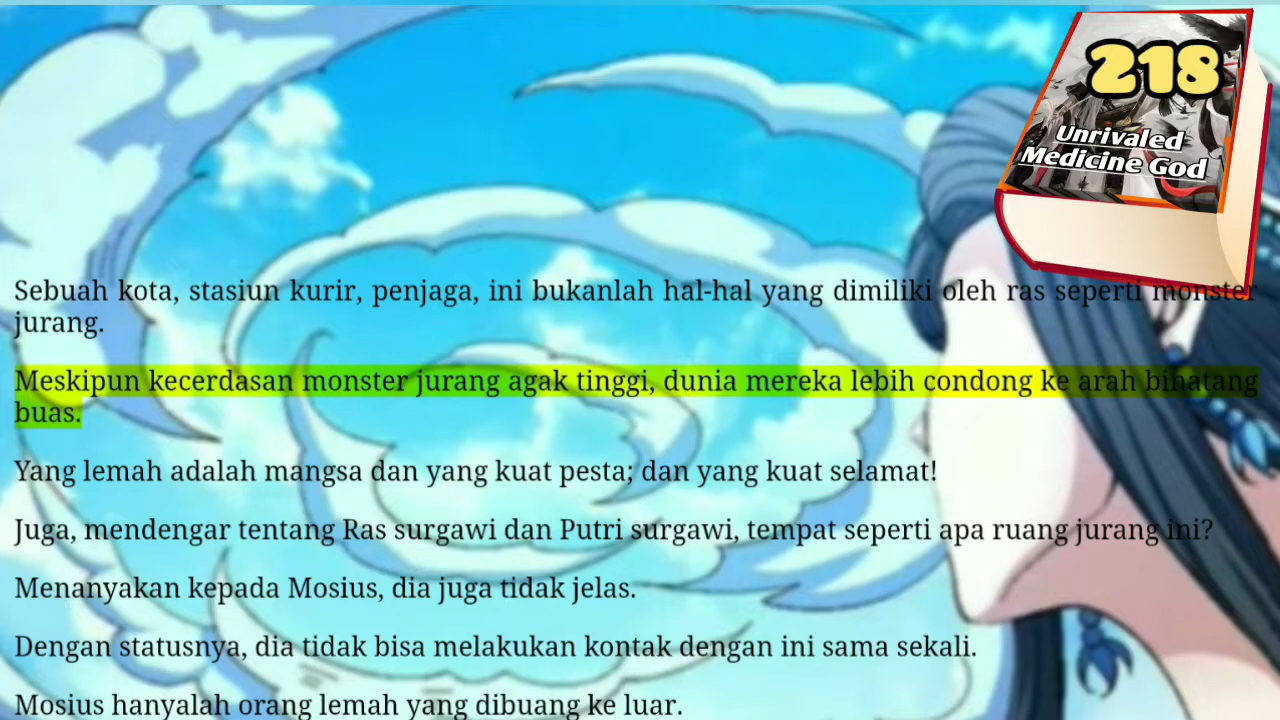 218
Unrivaled
Medicine God
Sebuah kota, stasiun kurir, penjaga, ini bukanlah hal-hal yang dimiliki oleh ras seperti monster
jurang.
Meskipun kecerdasan monster jurang agak tinggi, dunia mereka lebih condong ke arah binatang
buas.
Yang lemah adalah mangsa dan yang kuat pesta; dan yang kuat selamat!
Juga, mendengar tentang Ras surgawi dan Putri surgawi, tempat seperti apa ruang jurang ini?
Menanyakan kepada Mosius, dia juga tidak jelas.
Dengan statusnya, dia tidak bisa melakukan kontak dengan ini sama sekali.
Mosius hanyalah orang lemah yang dibuang ke luar.